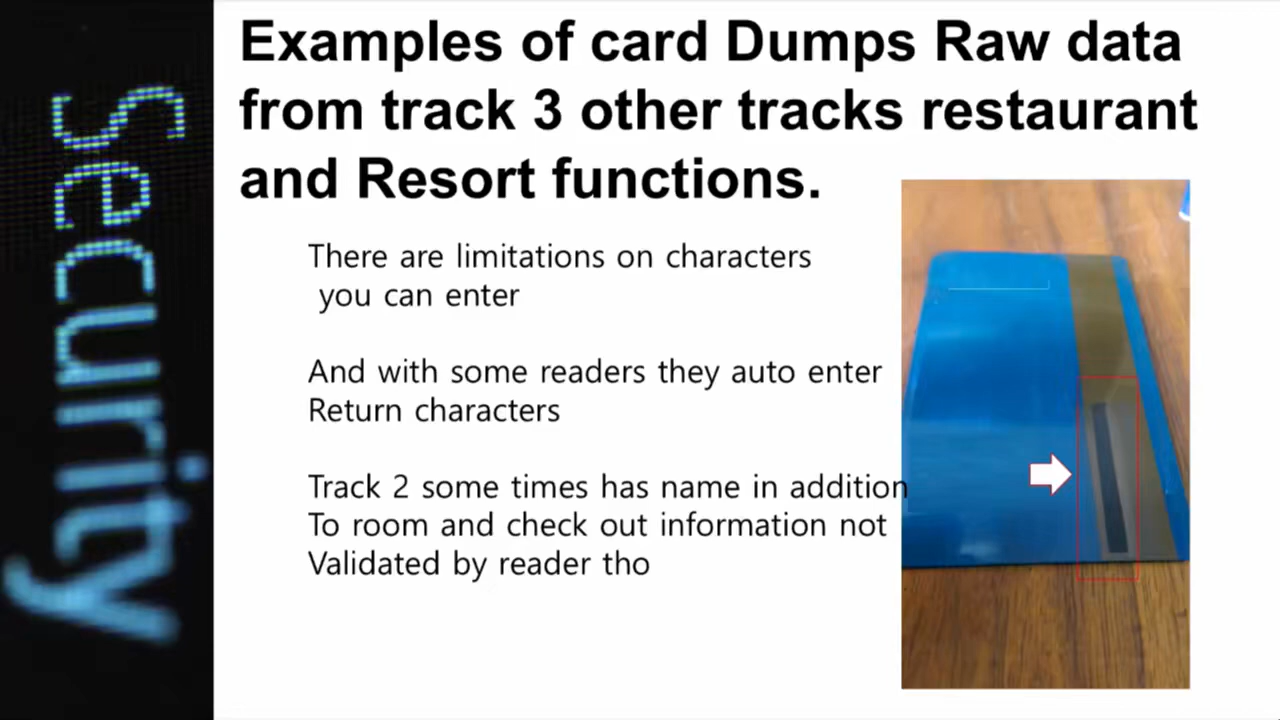 Security
Examples of card Dumps Raw data
from track 3 other tracks restaurant
and Resort functions.
There are limitations on characters
you can enter
And with some readers they auto enter
Return characters
Track 2 some times has name in addition
To room and check out information not
Validated by reader tho